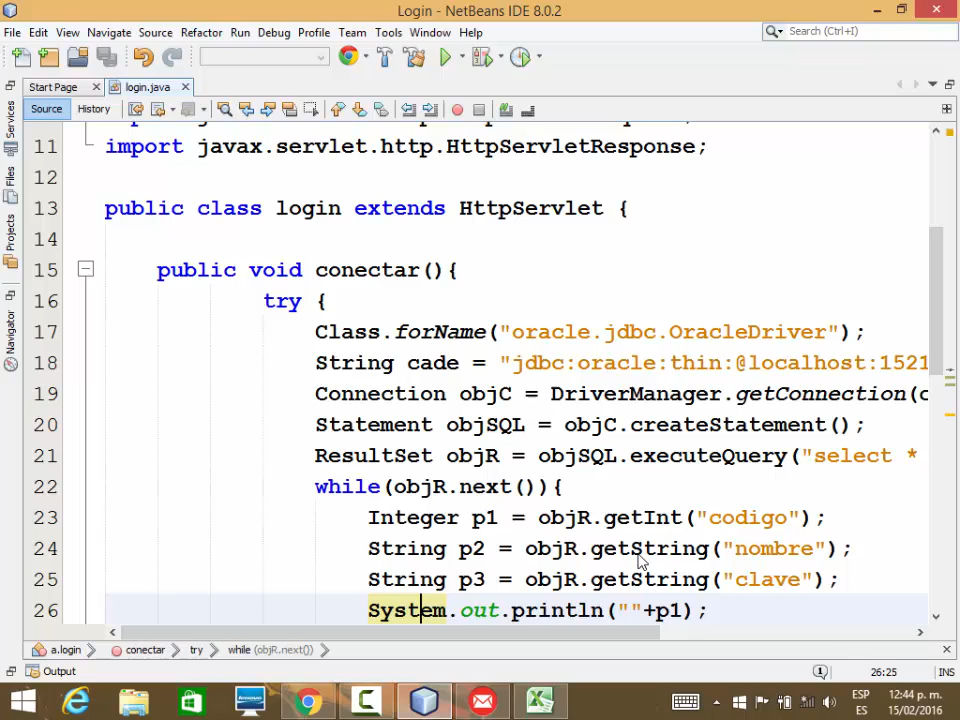 Login - NetBeans IDE 8.0.2
File Edit View Navigate Source Refactor Run Debug Profile Team Tools Window Help
Search (Ctrl+I)
Start Page
login.java
Source History
Services
Files
Projects
Navigator
11 import javax.servlet.http.HttpServletResponse;
12
13 public class login extends HttpServlet {
14
15 public void conectar(){
16 try {
17 Class.forName("oracle.jdbc.OracleDriver");
18 String cade = "jdbc:oracle:thin:@localhost:1521
19 Connection objC = DriverManager.getConnection(c
20 Statement objSQL = objC.createStatement();
21 ResultSet objR = objSQL.executeQuery("select *
22 while(objR.next()){
23 Integer p1 = objR.getInt("codigo");
24 String p2 = objR.getString("nombre");
25 String p3 = objR.getString("clave");
26 System.out.println(""+p1);
a.login conectar try while (objR.next())
Output
1
26:25 INS
ESP
ES
12:44 p. m.
15/02/2016